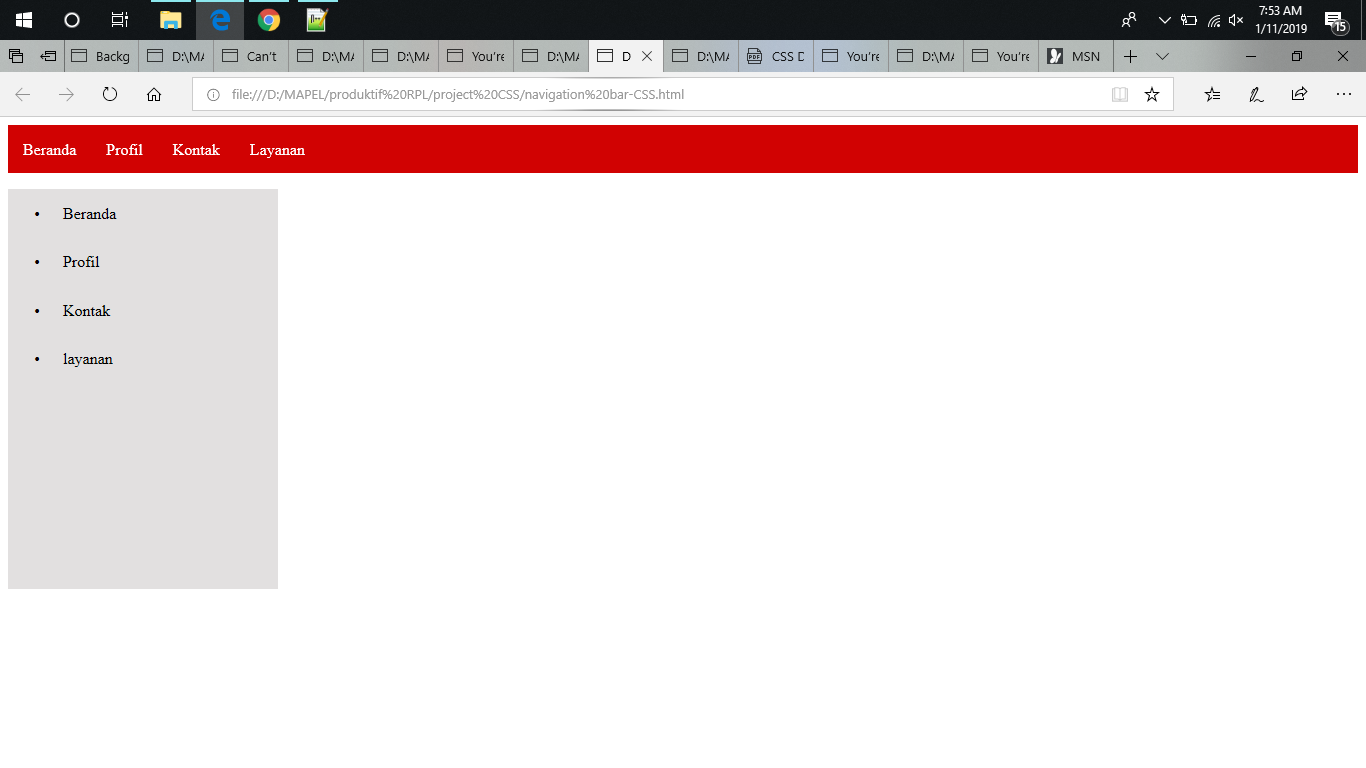 7:53 AM
1/11/2019
15
Backg
D:\MA
Can't
D:\MA
D:\MA
You're
D:\MA
D
D:\MA
PDF
CSS D
You're
D:\MA
You're
MSN
file:///D:/MAPEL/produktif%20RPL/project%20CSS/navigation%20bar-CSS.html
Beranda Profil Kontak Layanan
• Beranda
• Profil
• Kontak
• layanan